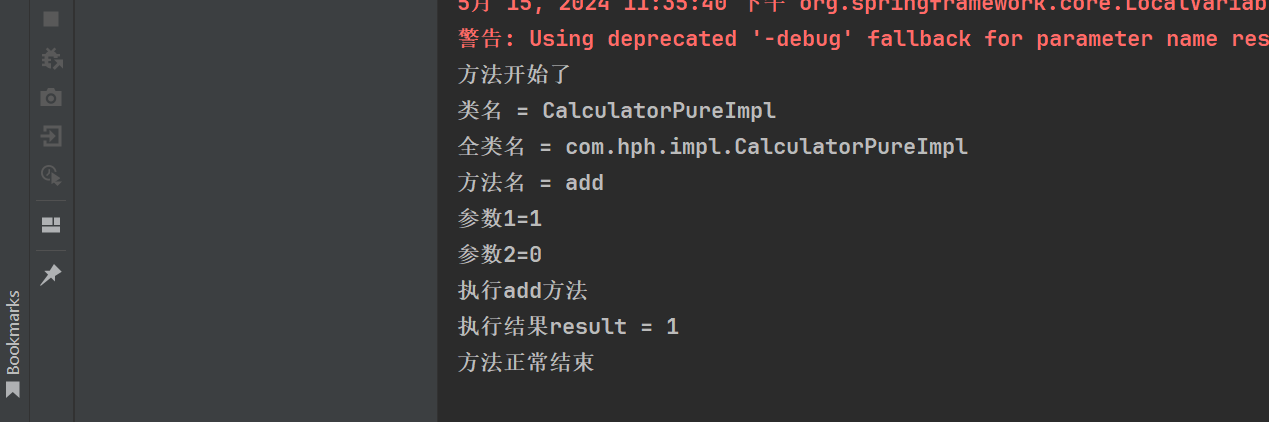 5月 15, 2024 11:35:40 下午 org.springframework.core.LocalVariab
警告: Using deprecated '-debug' fallback for parameter name res
方法开始了
类名 = CalculatorPureImpl
全类名 = com.hph.impl.CalculatorPureImpl
方法名 = add
参数1=1
参数2=0
执行add方法
执行结果result = 1
方法正常结束
Bookmarks